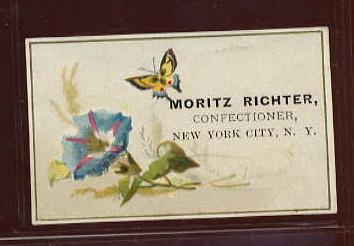 MORITZ RICHTER,
CONFECTIONER,
NEW YORK CITY, N. Y.